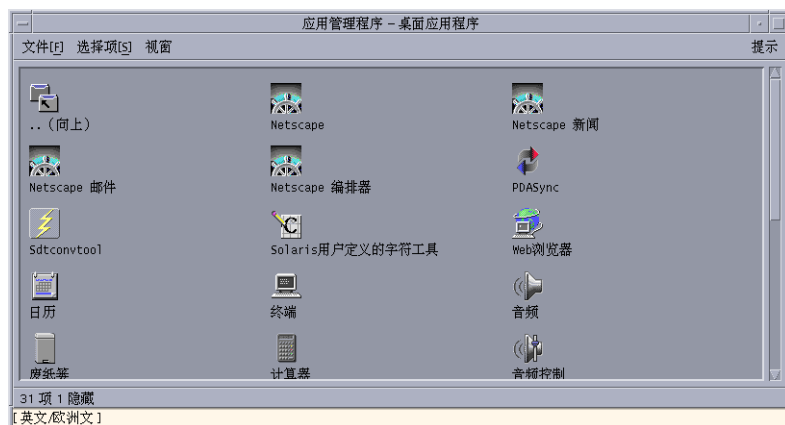 应用管理程序 – 桌面应用程序
文件[F] 选择项[S] 视窗 提示
..（向上） Netscape Netscape 新闻
Netscape 邮件 Netscape 编排器 PDASync
Sdtconvtool Solaris用户定义的字符工具 Web浏览器
日历 终端 音频
废纸篓 计算器 音频控制
31 项 1 隐藏
[ 英文/欧洲文 ]